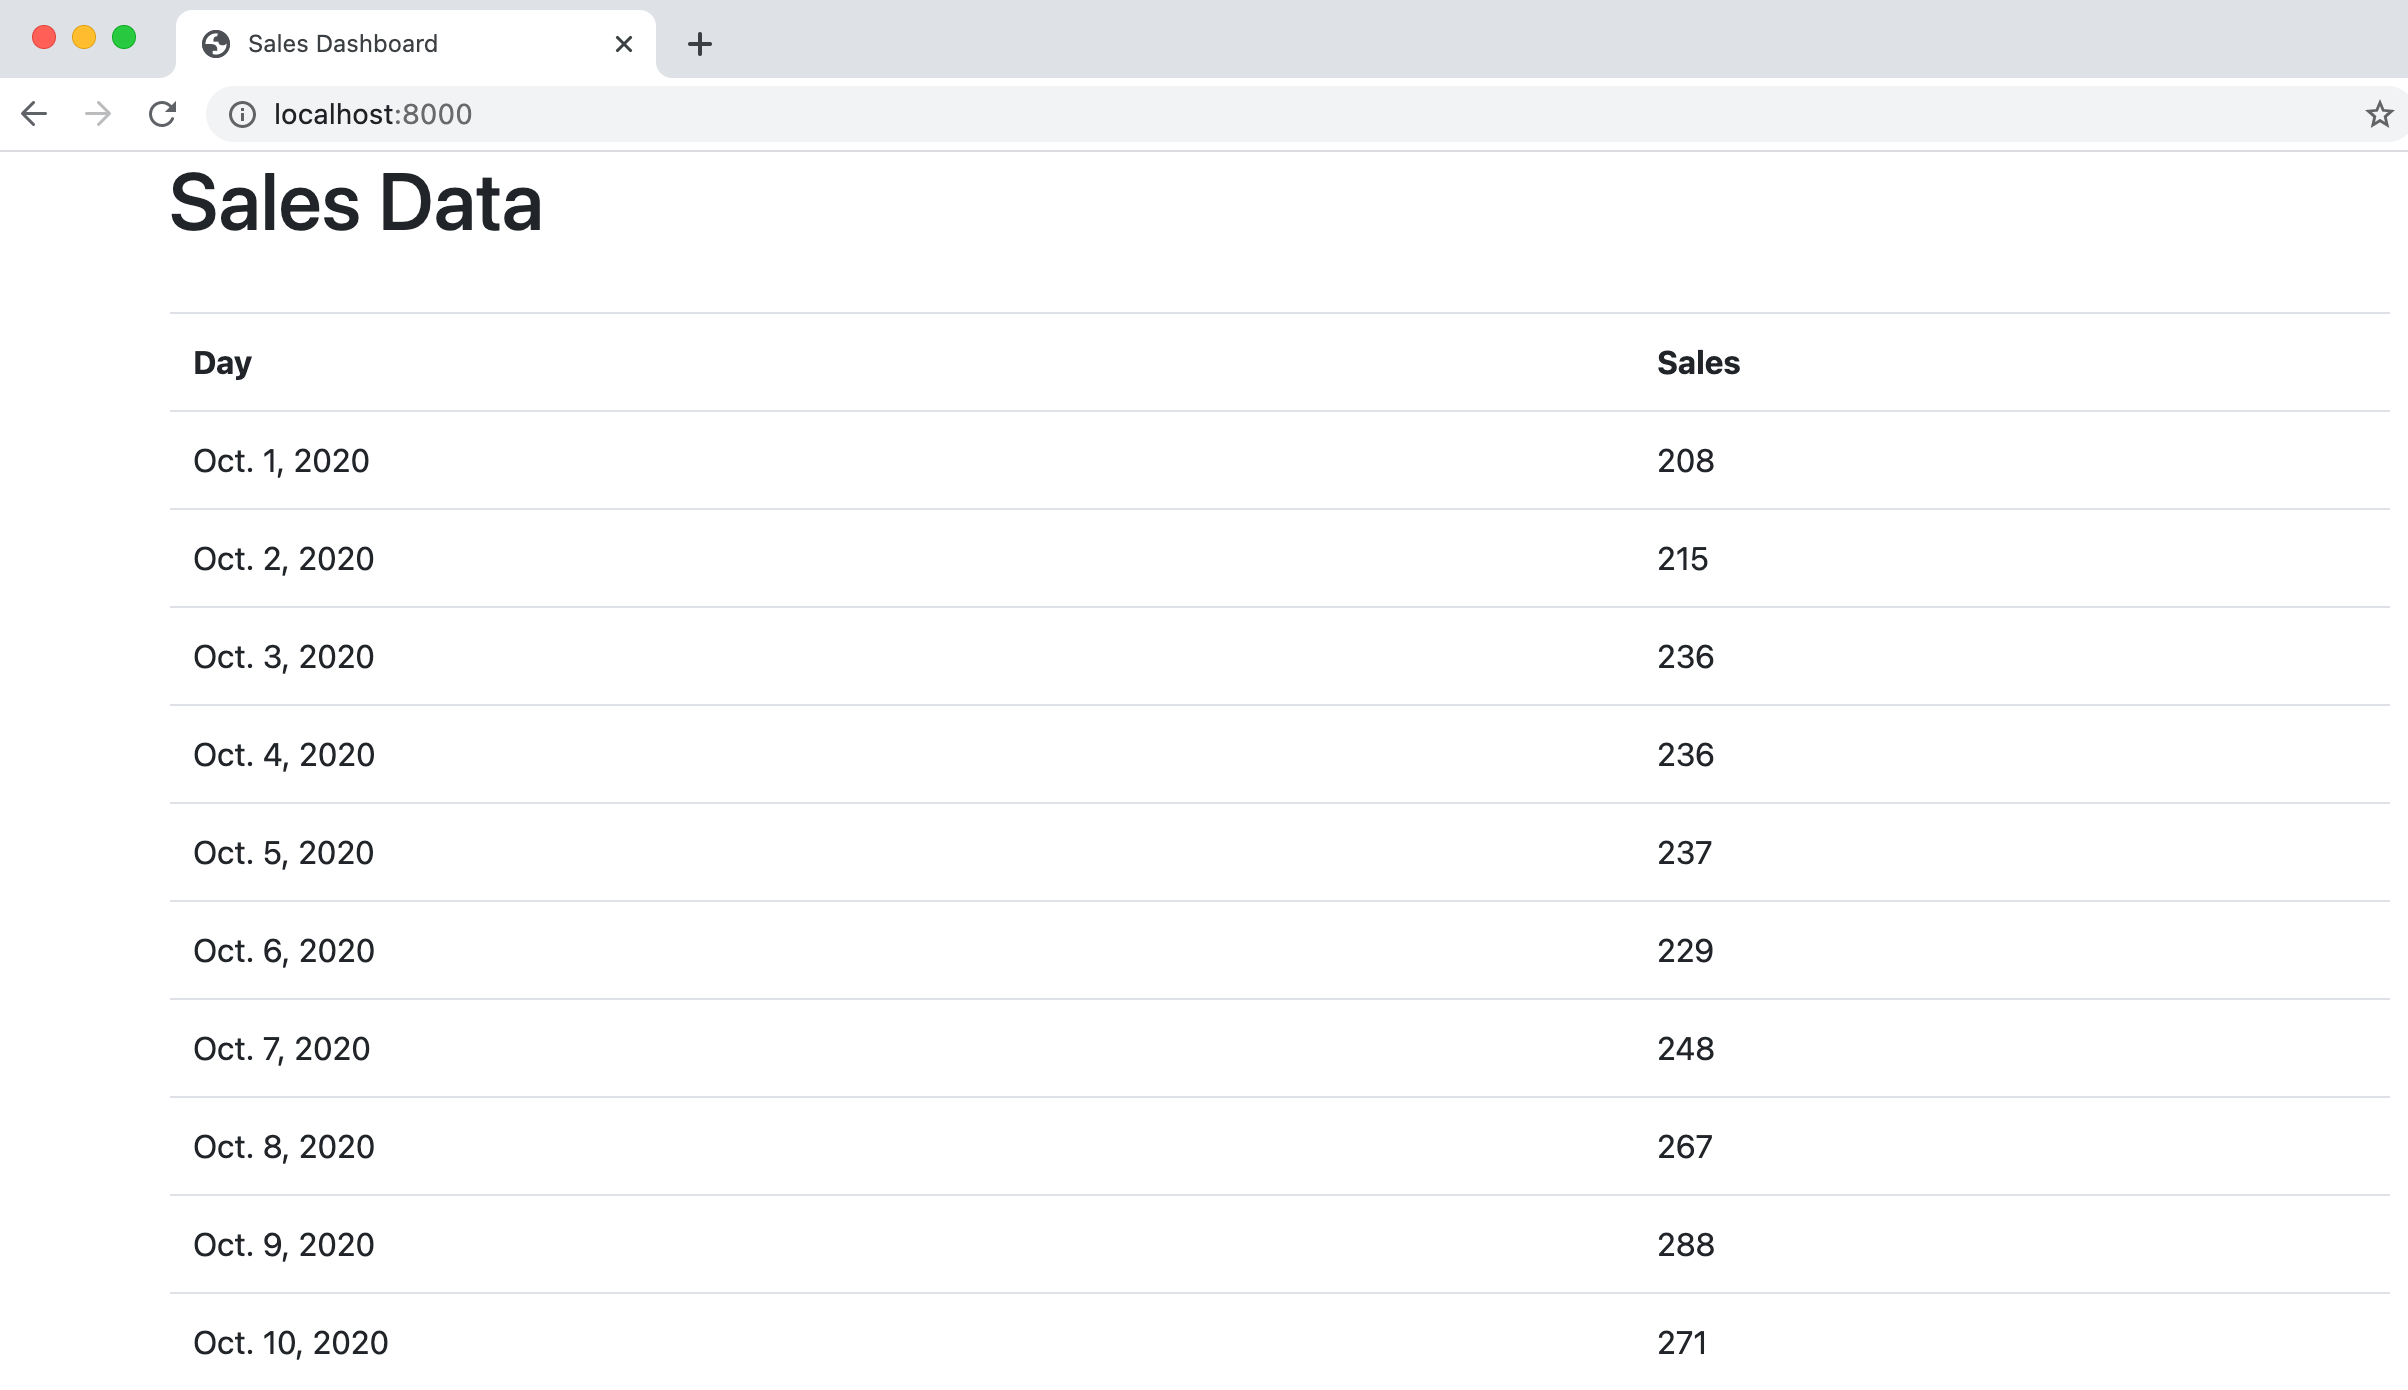 Sales Dashboard
localhost:8000
Sales Data
Day Sales
Oct. 1, 2020 208
Oct. 2, 2020 215
Oct. 3, 2020 236
Oct. 4, 2020 236
Oct. 5, 2020 237
Oct. 6, 2020 229
Oct. 7, 2020 248
Oct. 8, 2020 267
Oct. 9, 2020 288
Oct. 10, 2020 271